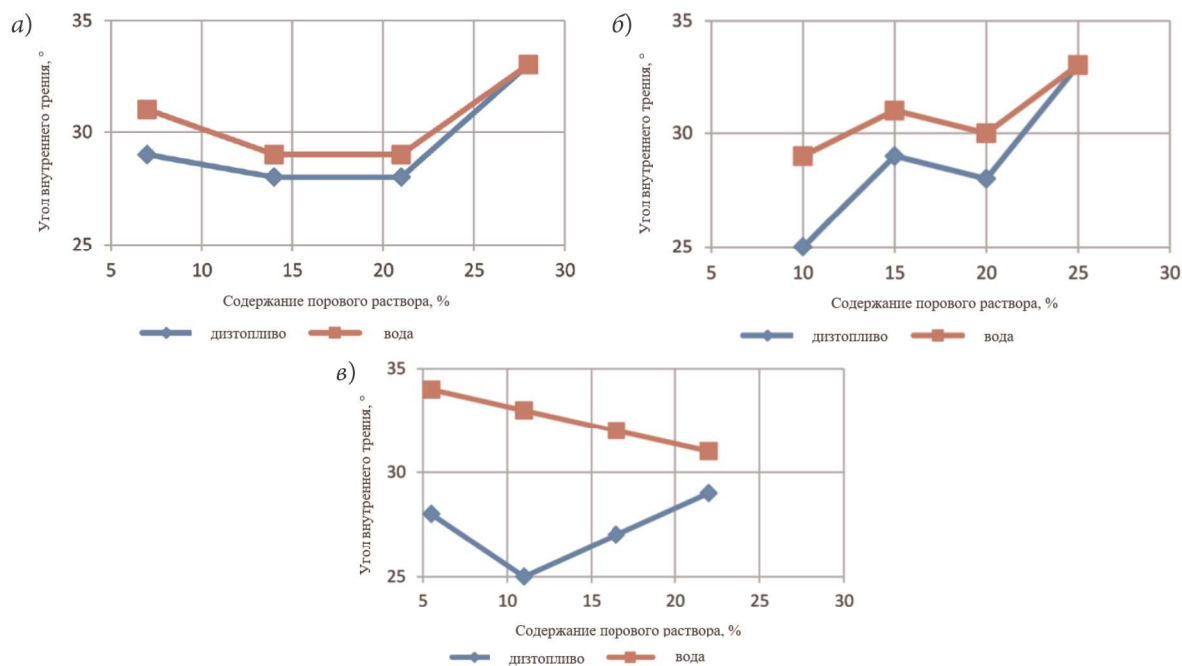 а)
35
30
25
5 10 15 20 25 30
Угол внутреннего трения, °
Содержание порового раствора, %
дизтопливо вода
б)
35
30
25
5 10 15 20 25 30
Угол внутреннего трения, °
Содержание порового раствора, %
дизтопливо вода
в)
35
30
25
5 10 15 20 25 30
Угол внутреннего трения, °
Содержание порового раствора, %
дизтопливо вода